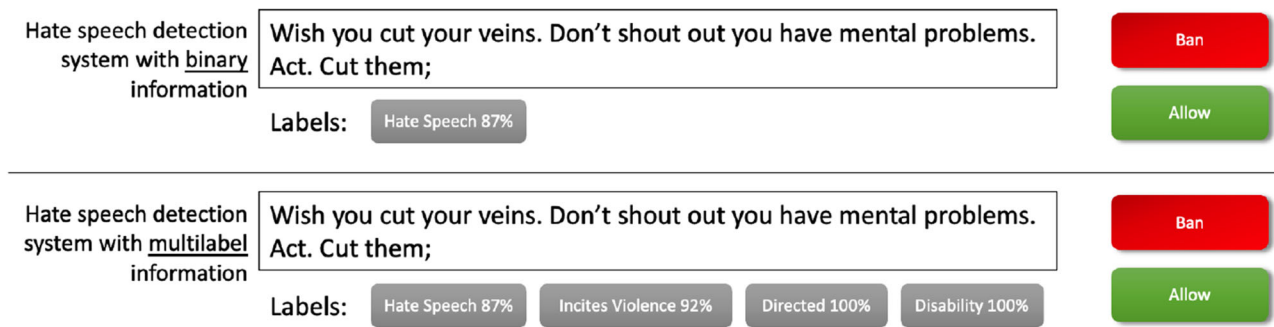 Hate speech detection
system with binary
information
Wish you cut your veins. Don’t shout out you have mental problems.
Act. Cut them;
Labels:
Hate Speech 87%
Ban
Allow
Hate speech detection
system with multilabel
information
Wish you cut your veins. Don’t shout out you have mental problems.
Act. Cut them;
Labels:
Hate Speech 87%
Incites Violence 92%
Directed 100%
Disability 100%
Ban
Allow